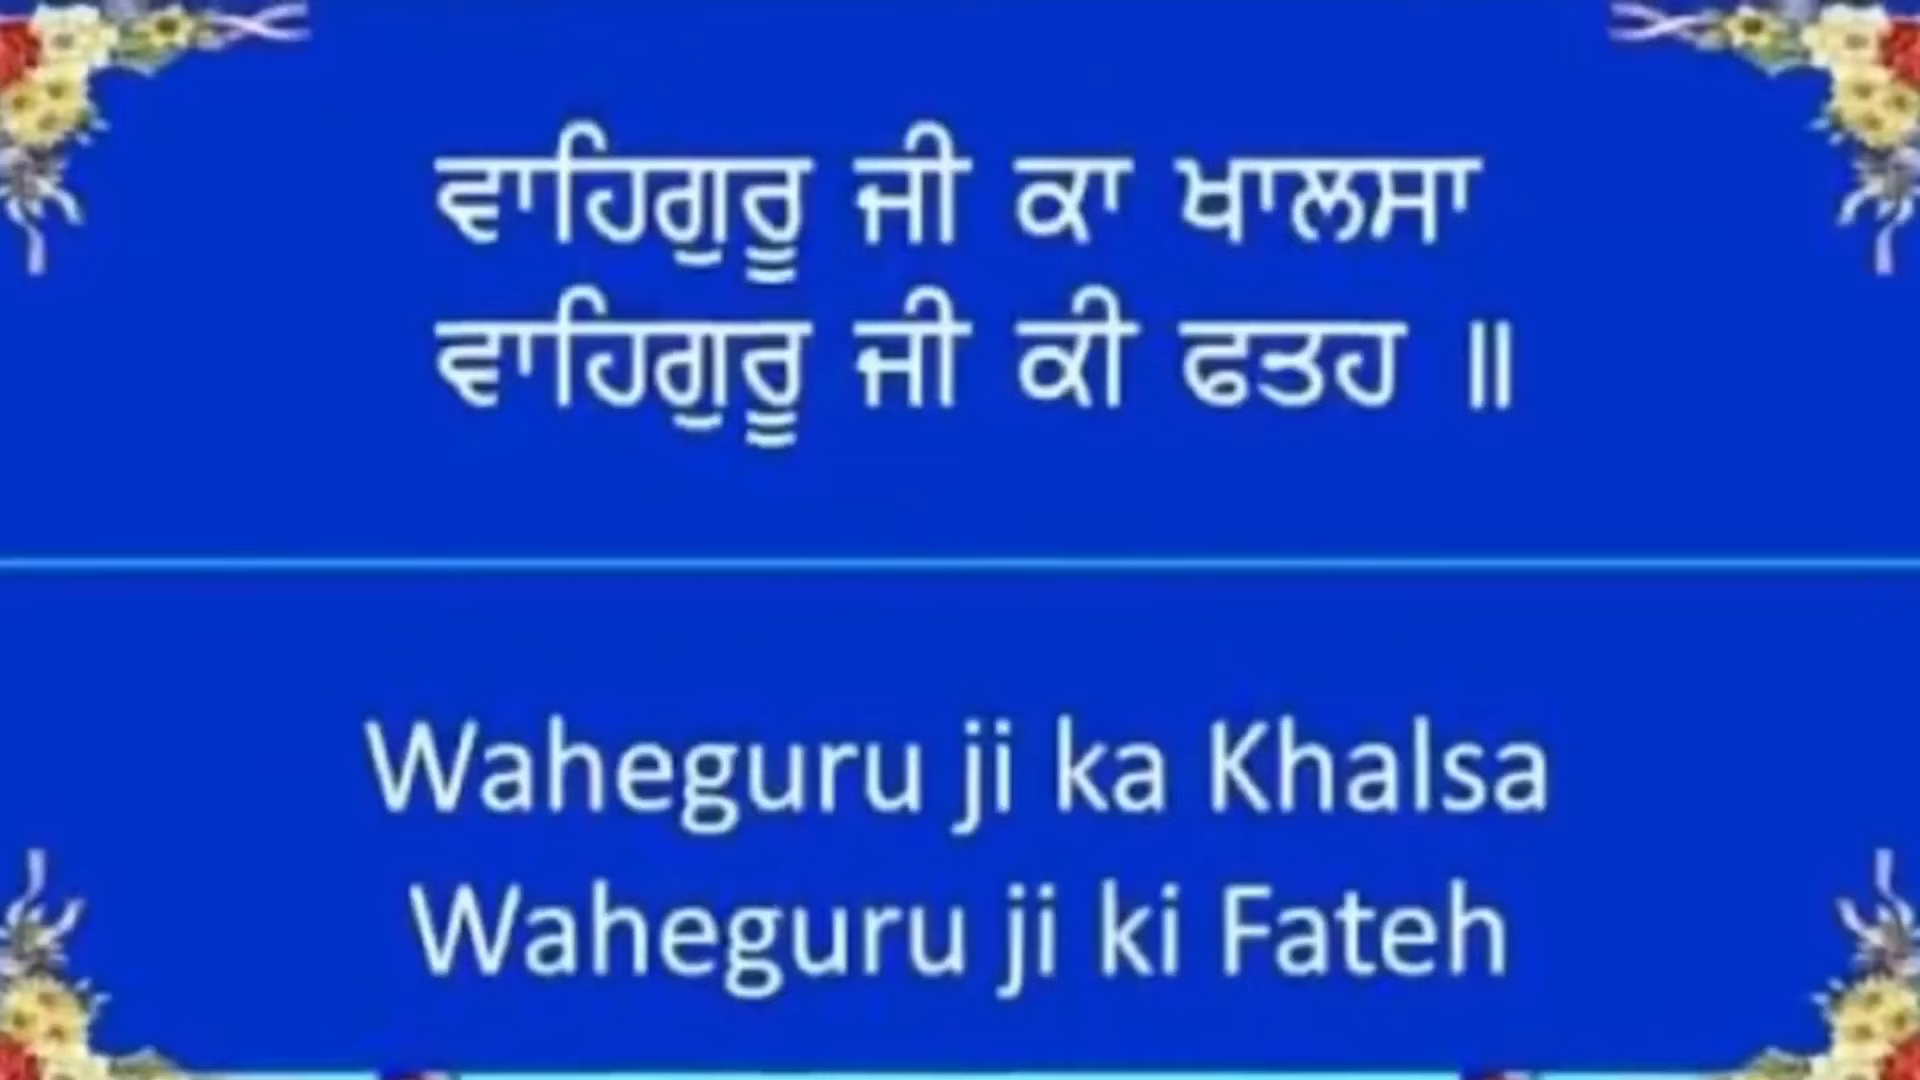 ਵਾਹਿਗੁਰੂ ਜੀ ਕਾ ਖਾਲਸਾ
ਵਾਹਿਗੁਰੂ ਜੀ ਕੀ ਫਤਹ ॥
Waheguru ji ka Khalsa
Waheguru ji ki Fateh